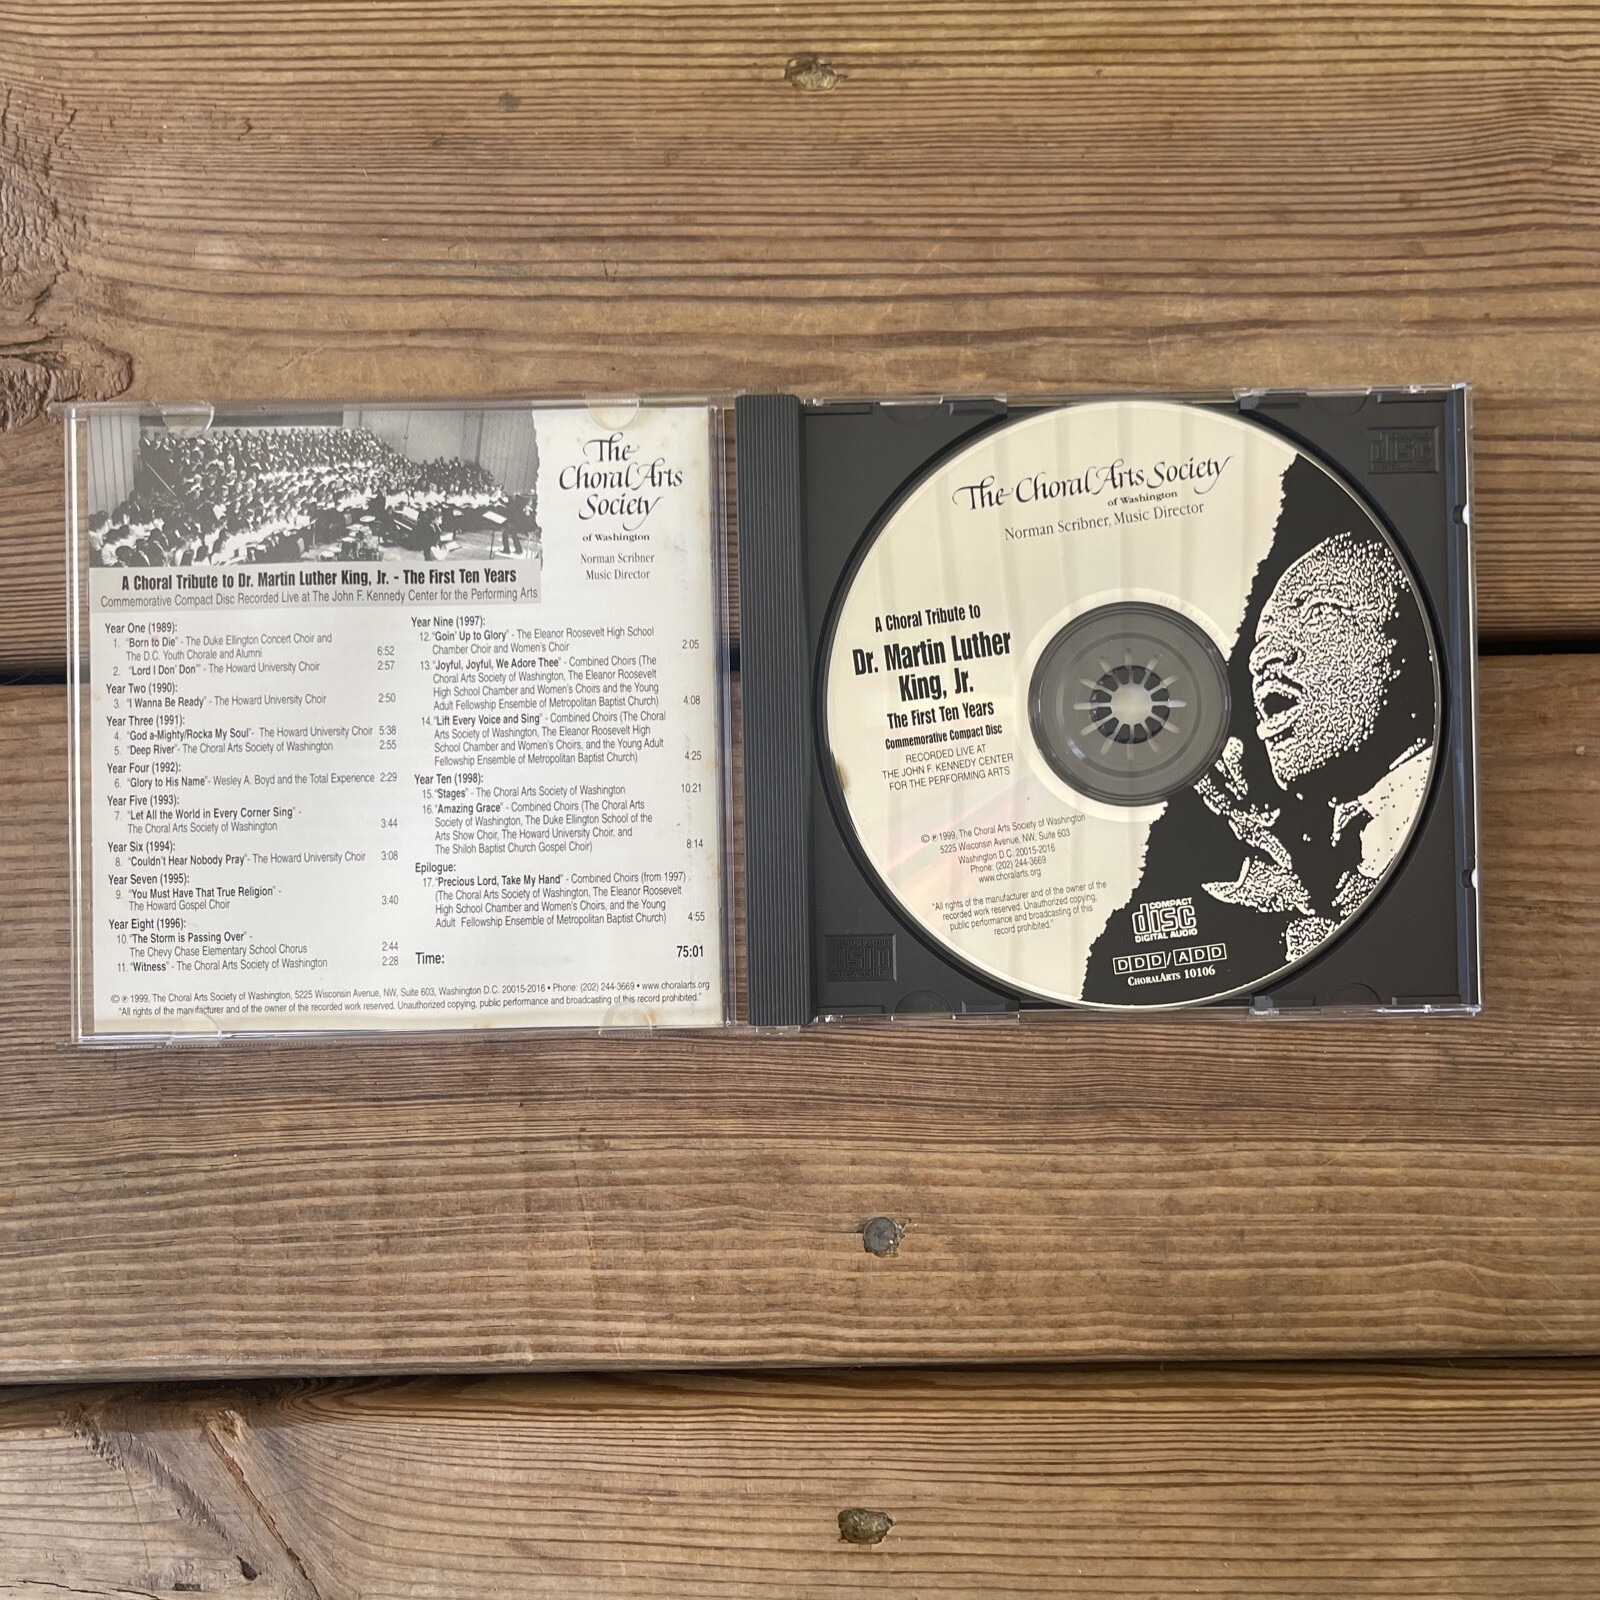 The
Choral Arts
Society
of Washington
Norman Scribner
Music Director
A Choral Tribute to Dr. Martin Luther King, Jr. - The First Ten Years
Commemorative Compact Disc Recorded Live at The John F. Kennedy Center for the Performing Arts
Year One (1989):
1. "Born to Die" - The Duke Ellington Concert Choir and
The D.C. Youth Chorale and Alumni 6:52
2. "Lord I Don' Don'" - The Howard University Choir 2:57
Year Two (1990):
3. "I Wanna Be Ready" - The Howard University Choir 2:50
Year Three (1991):
4. "God a-Mighty/Rocka My Soul" - The Howard University Choir 5:38
5. "Deep River" - The Choral Arts Society of Washington 2:55
Year Four (1992):
6. "Glory to His Name" - Wesley A. Boyd and the Total Experience 2:29
Year Five (1993):
7. "Let All the World in Every Corner Sing" -
The Choral Arts Society of Washington 3:44
Year Six (1994):
8. "Couldn't Hear Nobody Pray" - The Howard University Choir 3:08
Year Seven (1995):
9. "You Must Have That True Religion" -
The Howard Gospel Choir 3:40
Year Eight (1996):
10. "The Storm is Passing Over" -
The Chevy Chase Elementary School Chorus 2:44
11. "Witness" - The Choral Arts Society of Washington 2:28
Year Nine (1997):
12. "Goin' Up to Glory" - The Eleanor Roosevelt High School
Chamber Choir and Women's Choir 2:05
13. "Joyful, Joyful, We Adore Thee" - Combined Choirs (The
Choral Arts Society of Washington, The Eleanor Roosevelt
High School Chamber and Women's Choirs and the Young
Adult Fellowship Ensemble of Metropolitan Baptist Church) 4:08
14. "Lift Every Voice and Sing" - Combined Choirs (The Choral
Arts Society of Washington, The Eleanor Roosevelt High
School Chamber and Women's Choirs, and the Young Adult
Fellowship Ensemble of Metropolitan Baptist Church) 4:25
Year Ten (1998):
15. "Stages" - The Choral Arts Society of Washington 10:21
16. "Amazing Grace" - Combined Choirs (The Choral Arts
Society of Washington, The Duke Ellington School of the
Arts Show Choir, The Howard University Choir, and
The Shiloh Baptist Church Gospel Choir) 8:14
Epilogue:
17. "Precious Lord, Take My Hand" - Combined Choirs (from 1997)
(The Choral Arts Society of Washington, The Eleanor Roosevelt
High School Chamber and Women's Choirs, and the Young
Adult Fellowship Ensemble of Metropolitan Baptist Church) 4:55
Time: 75:01
© ℗ 1999, The Choral Arts Society of Washington, 5225 Wisconsin Avenue, NW, Suite 603, Washington D.C. 20015-2016 • Phone: (202) 244-3669 • www.choralarts.org
"All rights of the manufacturer and of the owner of the recorded work reserved. Unauthorized copying, public performance and broadcasting of this record prohibited."
The Choral Arts Society
of Washington
Norman Scribner, Music Director
A Choral Tribute to
Dr. Martin Luther
King, Jr.
The First Ten Years
Commemorative Compact Disc
RECORDED LIVE AT
THE JOHN F. KENNEDY CENTER
FOR THE PERFORMING ARTS
© ℗ 1999, The Choral Arts Society of Washington
5225 Wisconsin Avenue, NW, Suite 603
Washington D.C. 20015-2016
Phone: (202) 244-3669
www.choralarts.org
"All rights of the manufacturer and of the owner of the
recorded work reserved. Unauthorized copying,
public performance and broadcasting of this
record prohibited."
COMPACT
disc
DIGITAL AUDIO
DDD/ADD
CHORALARTS 10106
disc